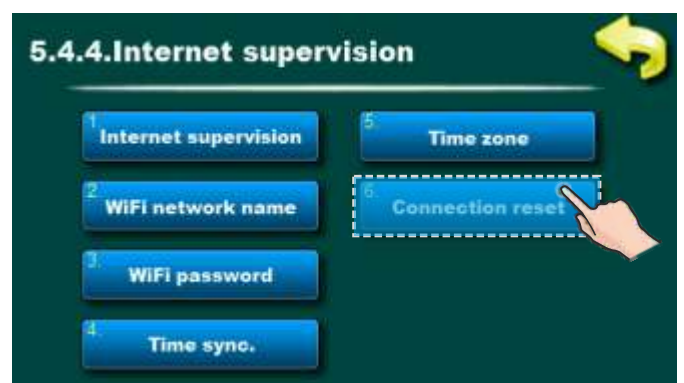 5.4.4.Internet supervision
1.
Internet supervision
2.
WiFi network name
3.
WiFi password
4.
Time sync.
5.
Time zone
6.
Connection reset